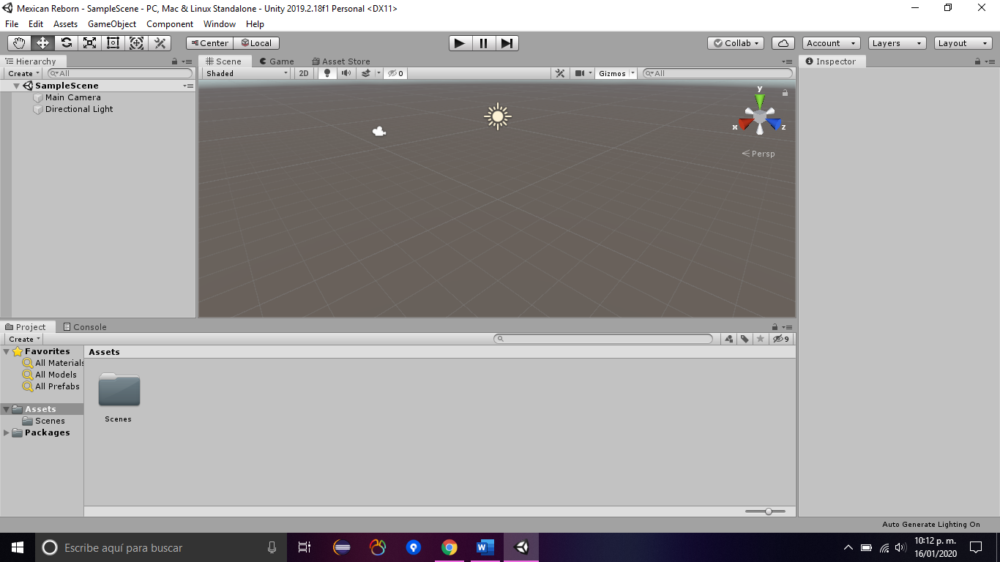 Mexican Reborn - SampleScene - PC, Mac & Linux Standalone - Unity 2019.2.18f1 Personal <DX11>
File Edit Assets GameObject Component Window Help
Center Local Collab Account Layers Layout
Hierarchy
Create All
SampleScene
Main Camera
Directional Light
Scene Game Asset Store
Shaded 2D 0 Gizmos All
y
x z
Persp
Inspector
Project Console
Create 9
Favorites
All Materials
All Models
All Prefabs
Assets
Scenes
Packages
Assets
Scenes
Auto Generate Lighting On
Escribe aquí para buscar
W
10:12 p. m.
16/01/2020